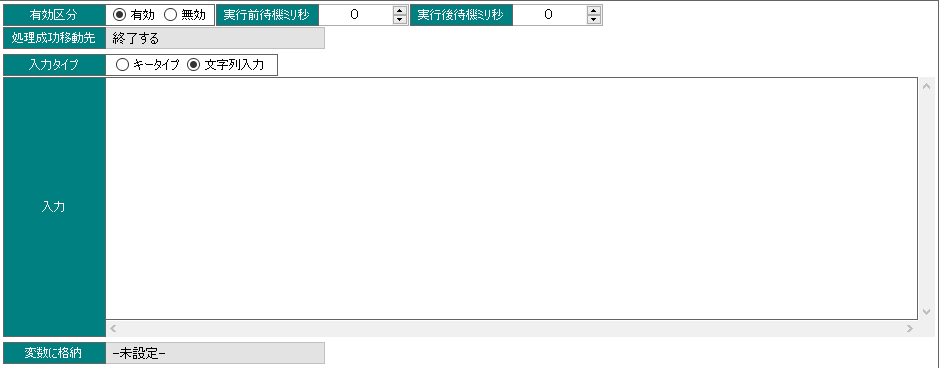 有効区分 有効 無効 実行前待機ミリ秒 0 実行後待機ミリ秒 0
処理成功移動先 終了する
入力タイプ キータイプ 文字列入力
入力
変数に格納 -未設定-